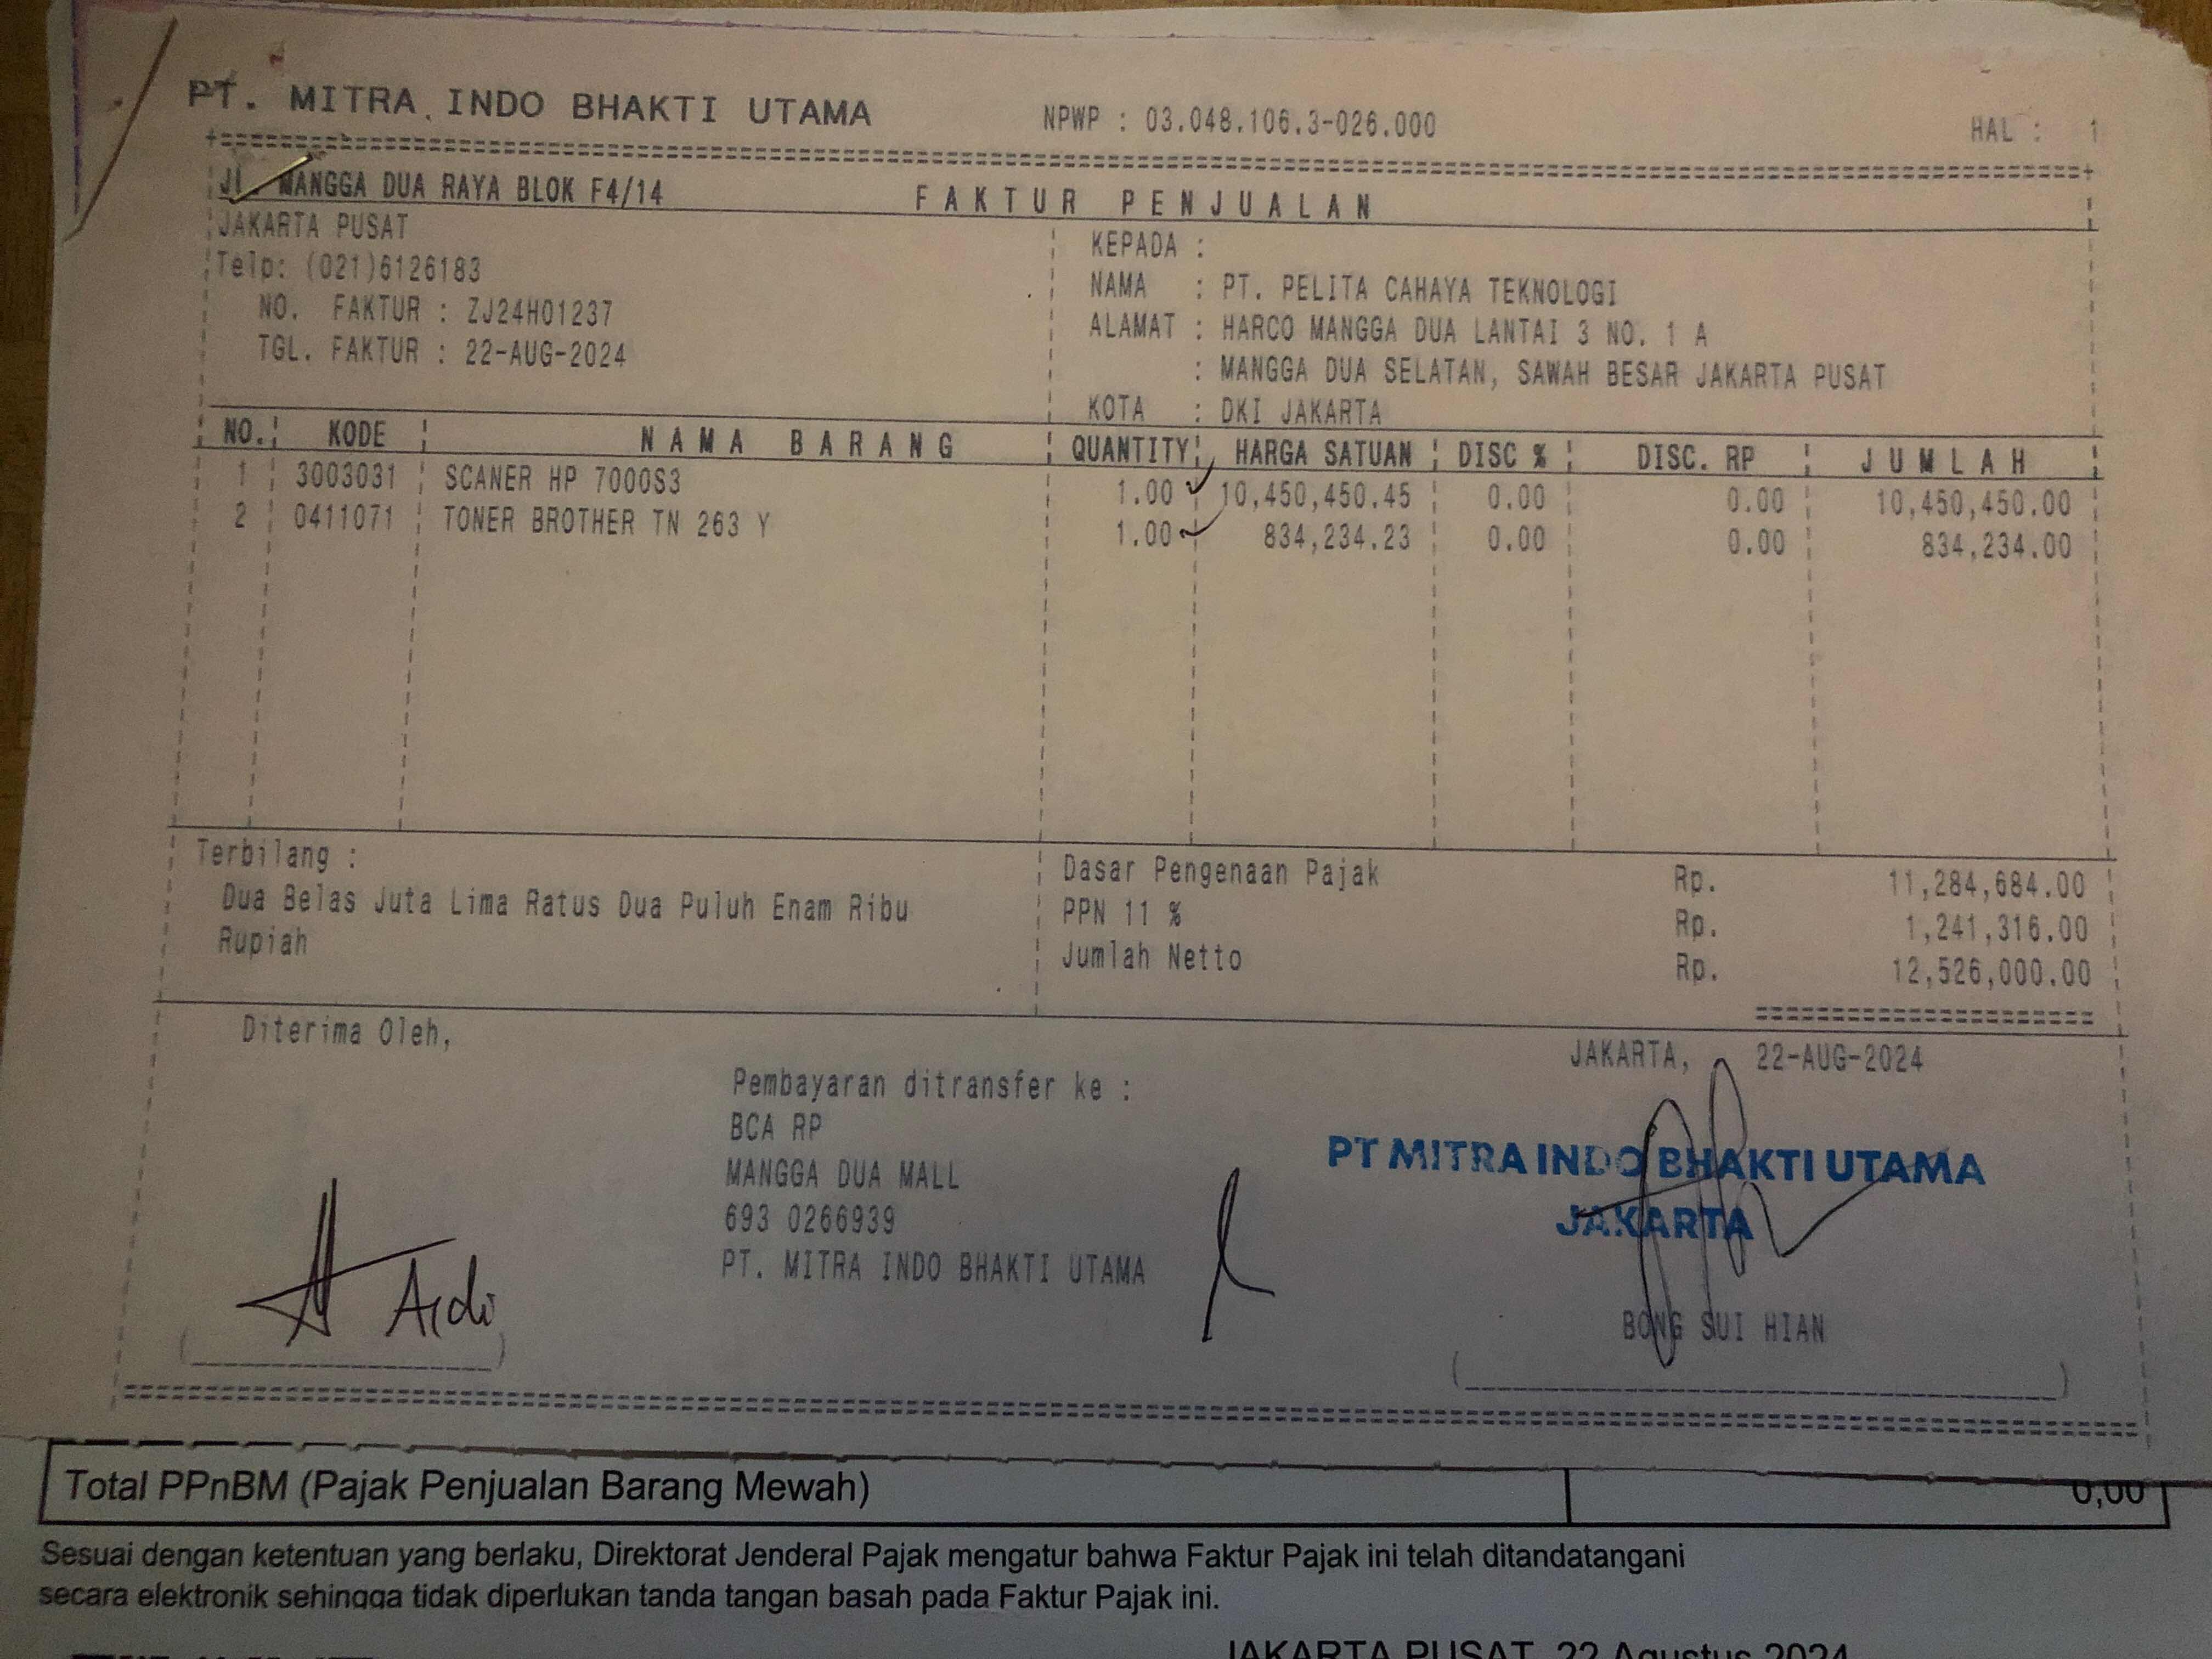 PT. MITRA INDO BHAKTI UTAMA NPWP : 03.048.106.3-026.000 HAL : 1
JL. MANGGA DUA RAYA BLOK F4/14 FAKTUR PENJUALAN
JAKARTA PUSAT
Telp: (021)6126183
NO. FAKTUR : ZJ24H01237
TGL. FAKTUR : 22-AUG-2024
KEPADA :
NAMA : PT. PELITA CAHAYA TEKNOLOGI
ALAMAT : HARCO MANGGA DUA LANTAI 3 NO. 1 A
: MANGGA DUA SELATAN, SAWAH BESAR JAKARTA PUSAT
KOTA : DKI JAKARTA
NO. KODE NAMA BARANG QUANTITY HARGA SATUAN DISC % DISC. RP JUMLAH
1 3003031 SCANER HP 7000S3 1.00 10,450,450.45 0.00 0.00 10,450,450.00
2 0411071 TONER BROTHER TN 263 Y 1.00 834,234.23 0.00 0.00 834,234.00
Terbilang :
Dua Belas Juta Lima Ratus Dua Puluh Enam Ribu
Rupiah
Dasar Pengenaan Pajak Rp. 11,284,684.00
PPN 11 % Rp. 1,241,316.00
Jumlah Netto Rp. 12,526,000.00
Diterima Oleh,
Ardi
Pembayaran ditransfer ke :
BCA RP
MANGGA DUA MALL
693 0266939
PT. MITRA INDO BHAKTI UTAMA
JAKARTA, 22-AUG-2024
PT MITRA INDO BHAKTI UTAMA
JAKARTA
BONG SUI HIAN
Total PPnBM (Pajak Penjualan Barang Mewah) 0,00
Sesuai dengan ketentuan yang berlaku, Direktorat Jenderal Pajak mengatur bahwa Faktur Pajak ini telah ditandatangani
secara elektronik sehingga tidak diperlukan tanda tangan basah pada Faktur Pajak ini.
JAKARTA PUSAT, 22 Agustus 2024